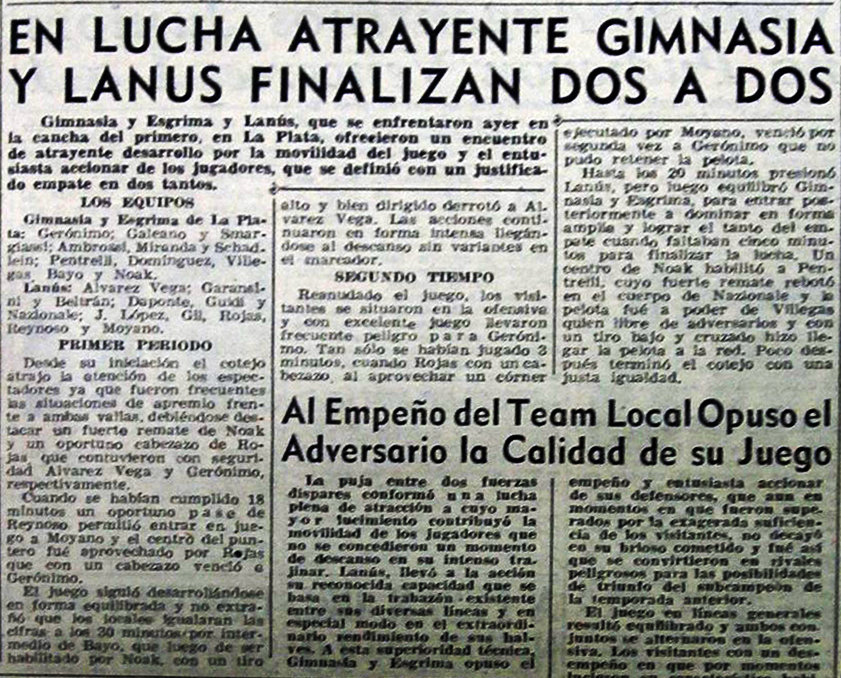 EN LUCHA ATRAYENTE GIMNASIA
Y LANUS FINALIZAN DOS A DOS
Gimnasia y Esgrima y Lanús, que se enfrentaron ayer en
la cancha del primero, en La Plata, ofrecieron un encuentro
de atrayente desarrollo por la movilidad del juego y el entu-
siasta accionar de los jugadores, que se definió con un justifica-
do empate en dos tantos.
LOS EQUIPOS
Gimnasia y Esgrima de La Pla-
ta: Gerónimo; Galeano y Smar-
giassi; Ambrossi, Miranda y Schad-
lein; Pentrelli, Domínguez, Ville-
gas, Bayo y Noak.
Lanús: Alvarez Vega; Garansi-
ni y Beltrán; Daponte, Guidi y
Nazionale; J. López, Gil, Rojas,
Reynoso y Moyano.
PRIMER PERIODO
Desde su iniciación el cotejo
atrajo la atención de los espec-
tadores ya que fueron frecuentes
las situaciones de apremio fren-
te a ambas vallas, debiéndose des-
tacar un fuerte remate de Noak
y un oportuno cabezazo de Ro-
jas que contuvieron con seguri-
dad Alvarez Vega y Gerónimo,
respectivamente.
Cuando se habían cumplido 18
minutos un oportuno pase de
Reynoso permitió entrar en jue-
go a Moyano y el centro del pun-
tero fué aprovechado por Rojas
que con un cabezazo venció a
Gerónimo.
El juego siguió desarrollándose
en forma equilibrada y no extra-
ñó que los locales igualaran las
cifras a los 30 minutos por inter-
medio de Bayo, que luego de ser
habilitado por Noak, con un tiro
alto y bien dirigido derrotó a Al-
varez Vega. Las acciones conti-
nuaron en forma intensa llegán-
dose al descanso sin variantes en
el marcador.
SEGUNDO TIEMPO
Reanudado el juego, los visi-
tantes se situaron en la ofensiva
y con excelente juego llevaron
frecuente peligro para Geróni-
mo. Tan sólo se habían jugado 3
minutos, cuando Rojas con un ca-
bezazo, al aprovechar un córner
ejecutado por Moyano, venció por
segunda vez a Gerónimo que no
pudo retener la pelota.
Hasta los 20 minutos presionó
Lanús, pero luego equilibró Gim-
nasia y Esgrima, para entrar pos-
teriormente a dominar en forma
amplia y lograr el tanto del em-
pate cuando faltaban cinco minu-
tos para finalizar la lucha. Un
centro de Noak habilitó a Pen-
trelli, cuyo fuerte remate rebotó
en el cuerpo de Nazionale y la
pelota fué a poder de Villegas
quien libre de adversarios y con
un tiro bajo y cruzado hizo lle-
gar la pelota a la red. Poco des-
pués terminó el cotejo con una
justa igualdad.
Al Empeño del Team Local Opuso el
Adversario la Calidad de su Juego
La puja entre dos fuerzas
dispares conformó una lucha
plena de atracción a cuyo ma-
yor lucimiento contribuyó la
movilidad de los jugadores que
no se concedieron un momento
de descanso en su intenso tra-
jinar. Lanús, llevó a la acción
su reconocida capacidad que se
basa en la trabazón existente
entre sus diversas líneas y en
especial modo en el extraordi-
nario rendimiento de sus hal-
ves. A esta superioridad técnica,
Gimnasia y Esgrima opuso el
empeño y entusiasta accionar
de sus defensores, que aun en
momentos en que fueron supe-
rados por la exagerada suficien-
cia de los visitantes, no decayó
en su brioso cometido y fué así
que se convirtieron en rivales
peligrosos para las posibilidades
de triunfo del subcampeón de
la temporada anterior.
El juego en líneas generales
resultó equilibrado y ambos con-
juntos se alternaron en la ofen-
siva. Los visitantes con un des-
empeño en que por momentos